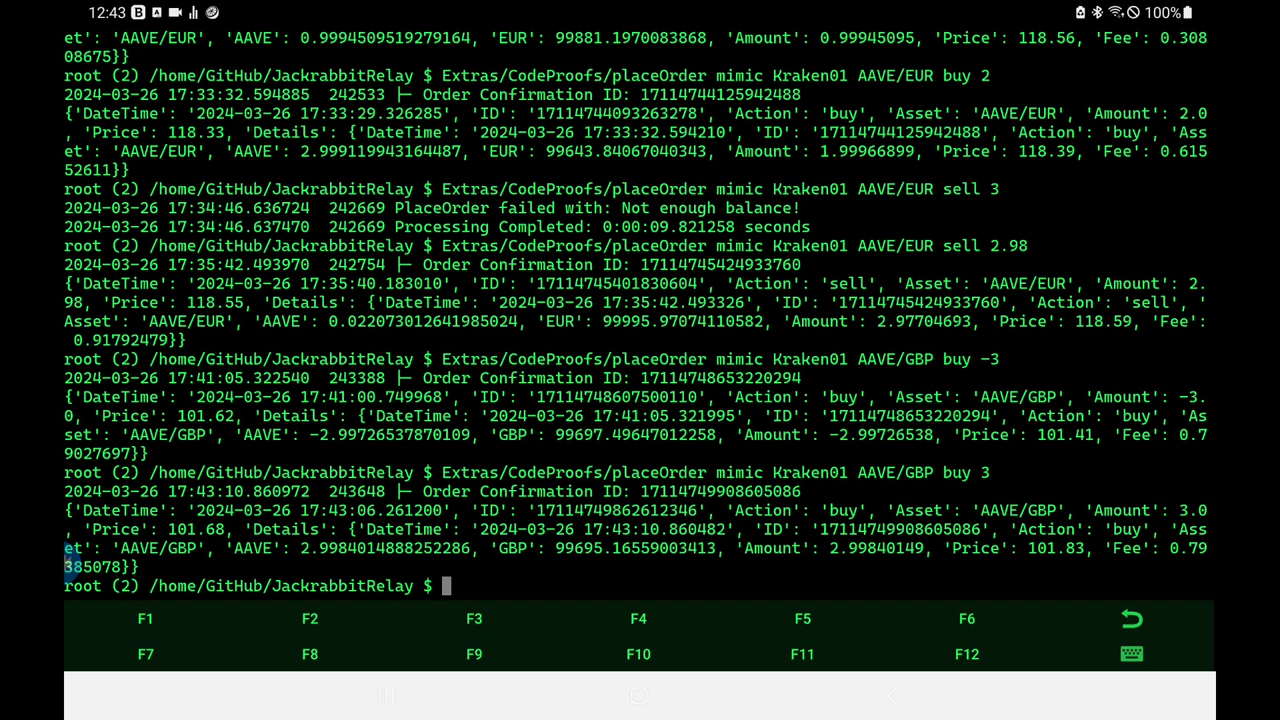 12:43
100%
et': 'AAVE/EUR', 'AAVE': 0.9994509519279164, 'EUR': 99881.1970083868, 'Amount': 0.99945095, 'Price': 118.56, 'Fee': 0.308
08675}}
root (2) /home/GitHub/JackrabbitRelay $ Extras/CodeProofs/placeOrder mimic Kraken01 AAVE/EUR buy 2
2024-03-26 17:33:32.594885  242533 ├─ Order Confirmation ID: 17114744125942488
{'DateTime': '2024-03-26 17:33:29.326285', 'ID': '17114744093263278', 'Action': 'buy', 'Asset': 'AAVE/EUR', 'Amount': 2.0
, 'Price': 118.33, 'Details': {'DateTime': '2024-03-26 17:33:32.594210', 'ID': '17114744125942488', 'Action': 'buy', 'Ass
et': 'AAVE/EUR', 'AAVE': 2.999119943164487, 'EUR': 99643.84067040343, 'Amount': 1.99966899, 'Price': 118.39, 'Fee': 0.615
52611}}
root (2) /home/GitHub/JackrabbitRelay $ Extras/CodeProofs/placeOrder mimic Kraken01 AAVE/EUR sell 3
2024-03-26 17:34:46.636724  242669 PlaceOrder failed with: Not enough balance!
2024-03-26 17:34:46.637470  242669 Processing Completed: 0:00:09.821258 seconds
root (2) /home/GitHub/JackrabbitRelay $ Extras/CodeProofs/placeOrder mimic Kraken01 AAVE/EUR sell 2.98
2024-03-26 17:35:42.493970  242754 ├─ Order Confirmation ID: 17114745424933760
{'DateTime': '2024-03-26 17:35:40.183010', 'ID': '17114745401830604', 'Action': 'sell', 'Asset': 'AAVE/EUR', 'Amount': 2.
98, 'Price': 118.55, 'Details': {'DateTime': '2024-03-26 17:35:42.493326', 'ID': '17114745424933760', 'Action': 'sell', '
Asset': 'AAVE/EUR', 'AAVE': 0.022073012641985024, 'EUR': 99995.97074110582, 'Amount': 2.97704693, 'Price': 118.59, 'Fee':
 0.91792479}}
root (2) /home/GitHub/JackrabbitRelay $ Extras/CodeProofs/placeOrder mimic Kraken01 AAVE/GBP buy -3
2024-03-26 17:41:05.322540  243388 ├─ Order Confirmation ID: 17114748653220294
{'DateTime': '2024-03-26 17:41:00.749968', 'ID': '17114748607500110', 'Action': 'buy', 'Asset': 'AAVE/GBP', 'Amount': -3.
0, 'Price': 101.62, 'Details': {'DateTime': '2024-03-26 17:41:05.321995', 'ID': '17114748653220294', 'Action': 'buy', 'As
set': 'AAVE/GBP', 'AAVE': -2.99726537870109, 'GBP': 99697.49647012258, 'Amount': -2.99726538, 'Price': 101.41, 'Fee': 0.7
9027697}}
root (2) /home/GitHub/JackrabbitRelay $ Extras/CodeProofs/placeOrder mimic Kraken01 AAVE/GBP buy 3
2024-03-26 17:43:10.860972  243648 ├─ Order Confirmation ID: 17114749908605086
{'DateTime': '2024-03-26 17:43:06.261200', 'ID': '17114749862612346', 'Action': 'buy', 'Asset': 'AAVE/GBP', 'Amount': 3.0
, 'Price': 101.68, 'Details': {'DateTime': '2024-03-26 17:43:10.860482', 'ID': '17114749908605086', 'Action': 'buy', 'Ass
et': 'AAVE/GBP', 'AAVE': 2.9984014888252286, 'GBP': 99695.16559003413, 'Amount': 2.99840149, 'Price': 101.83, 'Fee': 0.79
385078}}
root (2) /home/GitHub/JackrabbitRelay $
F1 F2 F3 F4 F5 F6
F7 F8 F9 F10 F11 F12